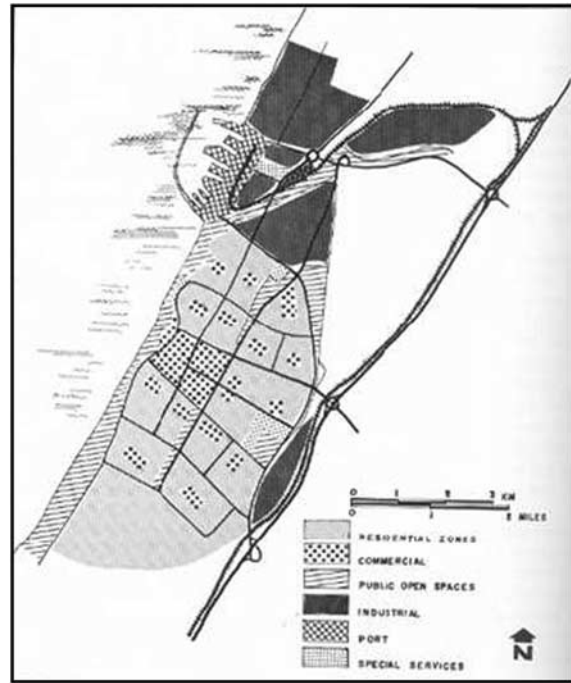 0 1 2 3 KM
0 1 2 MILES
RESIDENTIAL ZONES
COMMERCIAL
PUBLIC OPEN SPACES
INDUSTRIAL
PORT
SPECIAL SERVICES
N